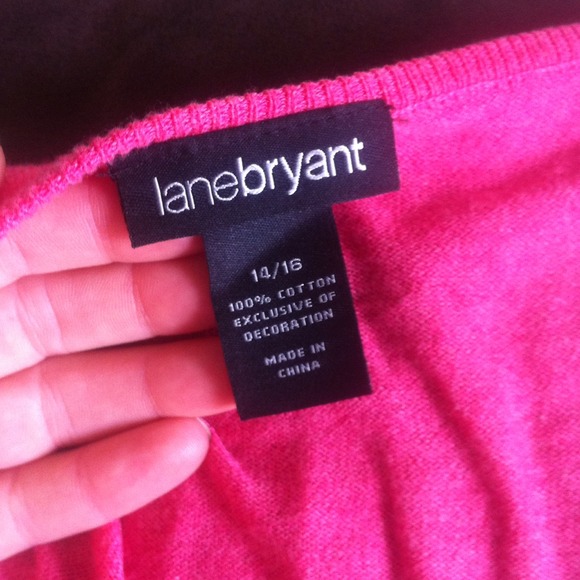 lanebryant
14/16
100% COTTON
EXCLUSIVE OF
DECORATION
MADE IN
CHINA